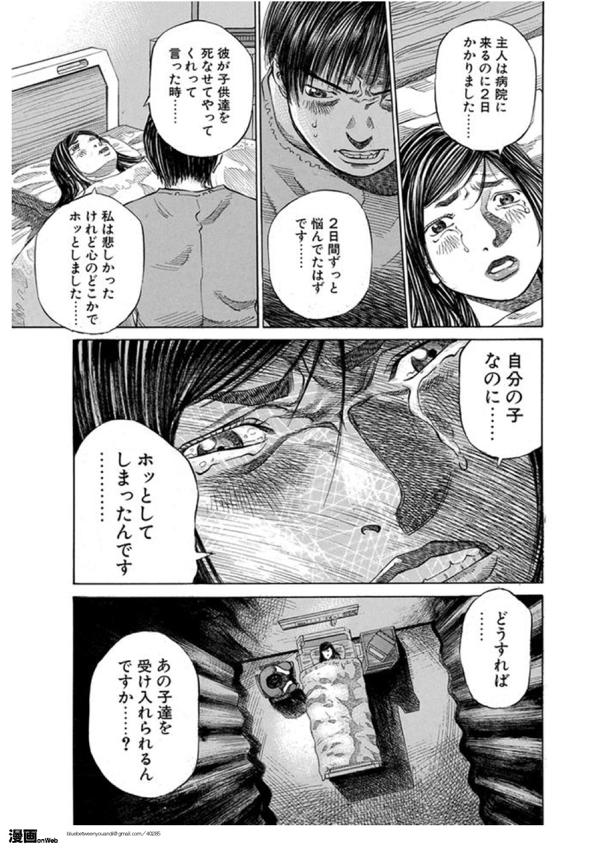 主人は病院に
来るのに２日
かかりました
……
２日間ずっと
悩んでたはず
です……
彼が子供達を
死なせてやって
くれって
言った時……
私は悲しかった
けれど心のどこかで
ホッとしました……
自分の子
なのに……
ホッとして
しまったんです
…………
どうすれば
……
あの子達を
受け入れられるん
ですか……？
漫画onWeb
bluebetweenyouandi@gmail.com／40285